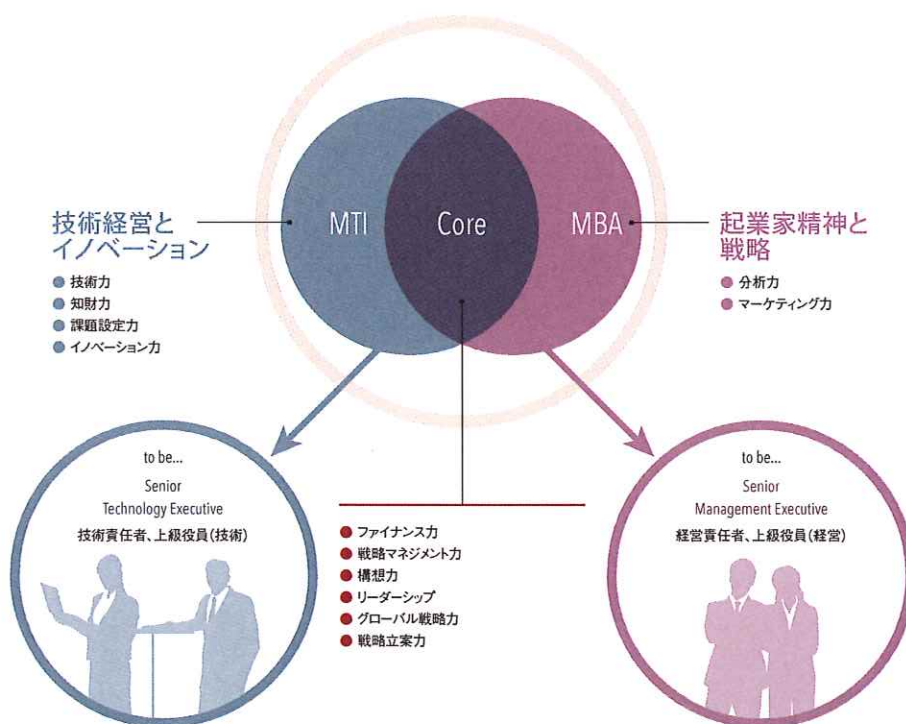 MTI
Core
MBA
技術経営と
イノベーション
● 技術力
● 知財力
● 課題設定力
● イノベーション力
起業家精神と
戦略
● 分析力
● マーケティング力
to be...
Senior
Technology Executive
技術責任者、上級役員(技術)
● ファイナンス力
● 戦略マネジメント力
● 構想力
● リーダーシップ
● グローバル戦略力
● 戦略立案力
to be...
Senior
Management Executive
経営責任者、上級役員(経営)